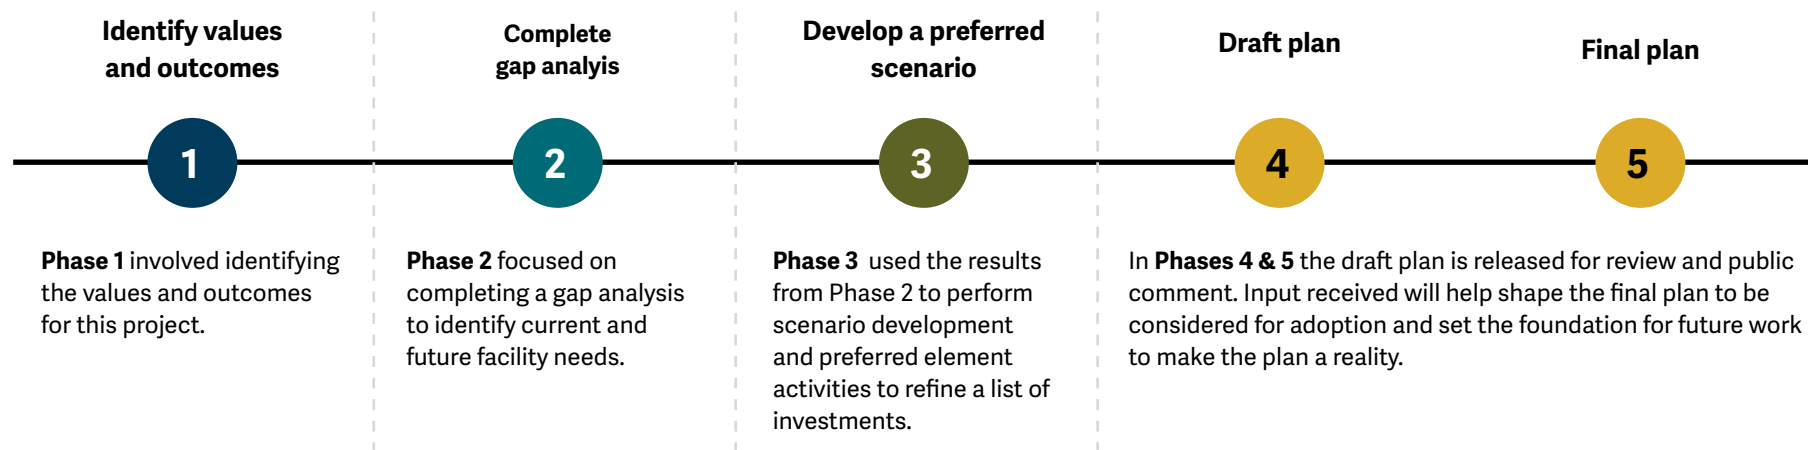 Identify values
and outcomes
Complete
gap analyis
Develop a preferred
scenario
Draft plan
Final plan
1
2
3
4
5
Phase 1 involved identifying
the values and outcomes
for this project.
Phase 2 focused on
completing a gap analysis
to identify current and
future facility needs.
Phase 3 used the results
from Phase 2 to perform
scenario development
and preferred element
activities to refine a list of
investments.
In Phases 4 & 5 the draft plan is released for review and public
comment. Input received will help shape the final plan to be
considered for adoption and set the foundation for future work
to make the plan a reality.